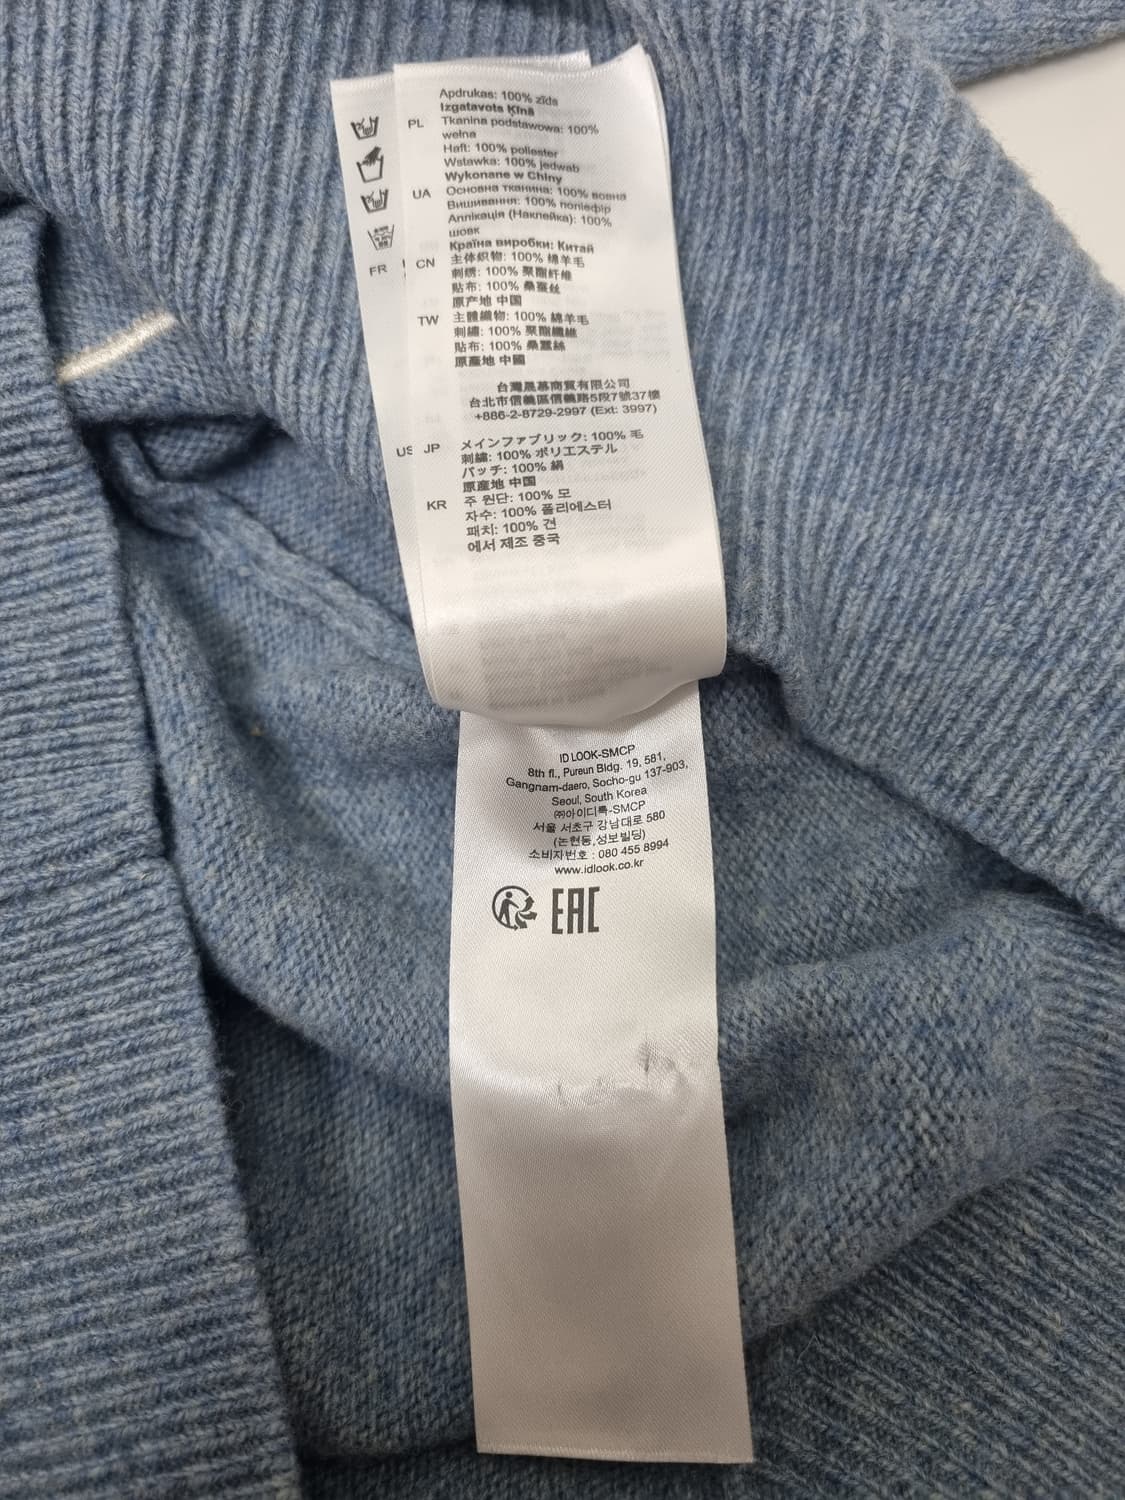 Apdrukas: 100% zīds
Izgatavots Ķīnā
PL Tkanina podstawowa: 100%
wełna
Haft: 100% poliester
Wstawka: 100% jedwab
Wykonane w Chiny
UA Основна тканина: 100% вовна
Вишивання: 100% поліефір
Аплікація (Наклейка): 100%
шовк
Країна виробки: Китай
FR
CN 主体织物: 100% 绵羊毛
刺绣: 100% 聚酯纤维
贴布: 100% 桑蚕丝
原产地 中国
TW 主體織物: 100% 綿羊毛
刺繡: 100% 聚酯纖維
貼布: 100% 桑蠶絲
原產地 中國
台灣晟慕商貿有限公司
台北市信義區信義路5段7號37樓
+886-2-8729-2997 (Ext: 3997)
US
JP メインファブリック: 100% 毛
刺繍: 100% ポリエステル
パッチ: 100% 絹
原産地 中国
KR 주 원단: 100% 모
자수: 100% 폴리에스터
패치: 100% 견
에서 제조 중국
ID LOOK-SMCP
8th fl., Pureun Bldg. 19, 581,
Gangnam-daero, Socho-gu 137-903,
Seoul, South Korea
㈜아이디룩-SMCP
서울 서초구 강남대로 580
(논현동,성보빌딩)
소비자번호 : 080 455 8994
www.idlook.co.kr
EAC